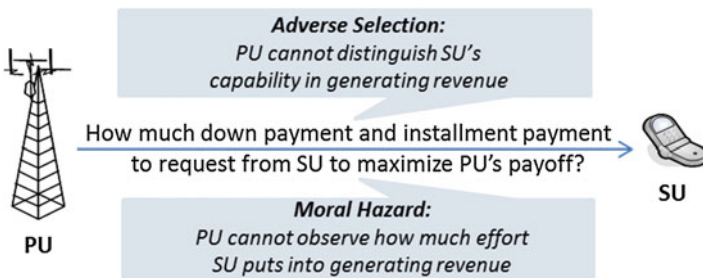 Adverse Selection:
PU cannot distinguish SU's
capability in generating revenue
How much down payment and installment payment
to request from SU to maximize PU's payoff?
PU
SU
Moral Hazard:
PU cannot observe how much effort
SU puts into generating revenue